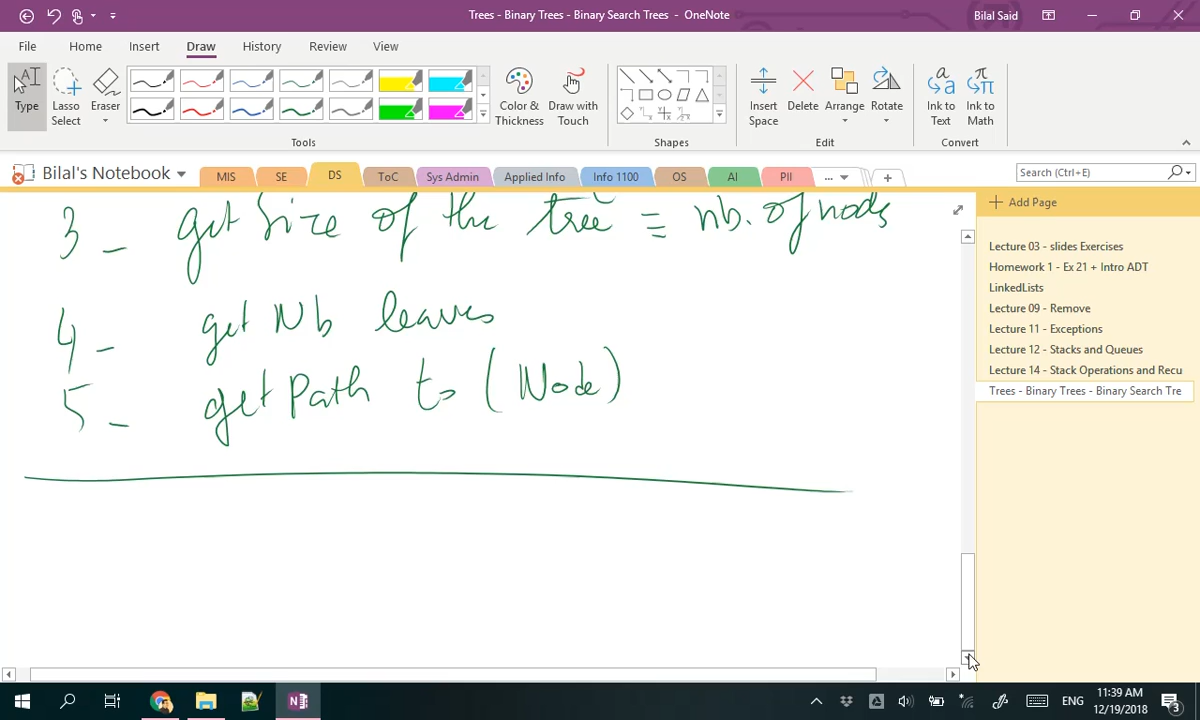 Trees - Binary Trees - Binary Search Trees - OneNote
Bilal Said
File Home Insert Draw History Review View
Type
Lasso Select
Eraser
Color & Thickness
Draw with Touch
Insert Space
Delete
Arrange
Rotate
Ink to Text
Ink to Math
Tools
Shapes
Edit
Convert
Bilal's Notebook
MIS SE DS ToC Sys Admin Applied Info Info 1100 OS AI PII ...
Search (Ctrl+E)
Add Page
Lecture 03 - slides Exercises
Homework 1 - Ex 21 + Intro ADT
LinkedLists
Lecture 09 - Remove
Lecture 11 - Exceptions
Lecture 12 - Stacks and Queues
Lecture 14 - Stack Operations and Recu
Trees - Binary Trees - Binary Search Tre
3 - get Size of the tree = nb. of nods
4 - get Nb leaves
5 - get Path to (Node)
ENG
11:39 AM
12/19/2018
3